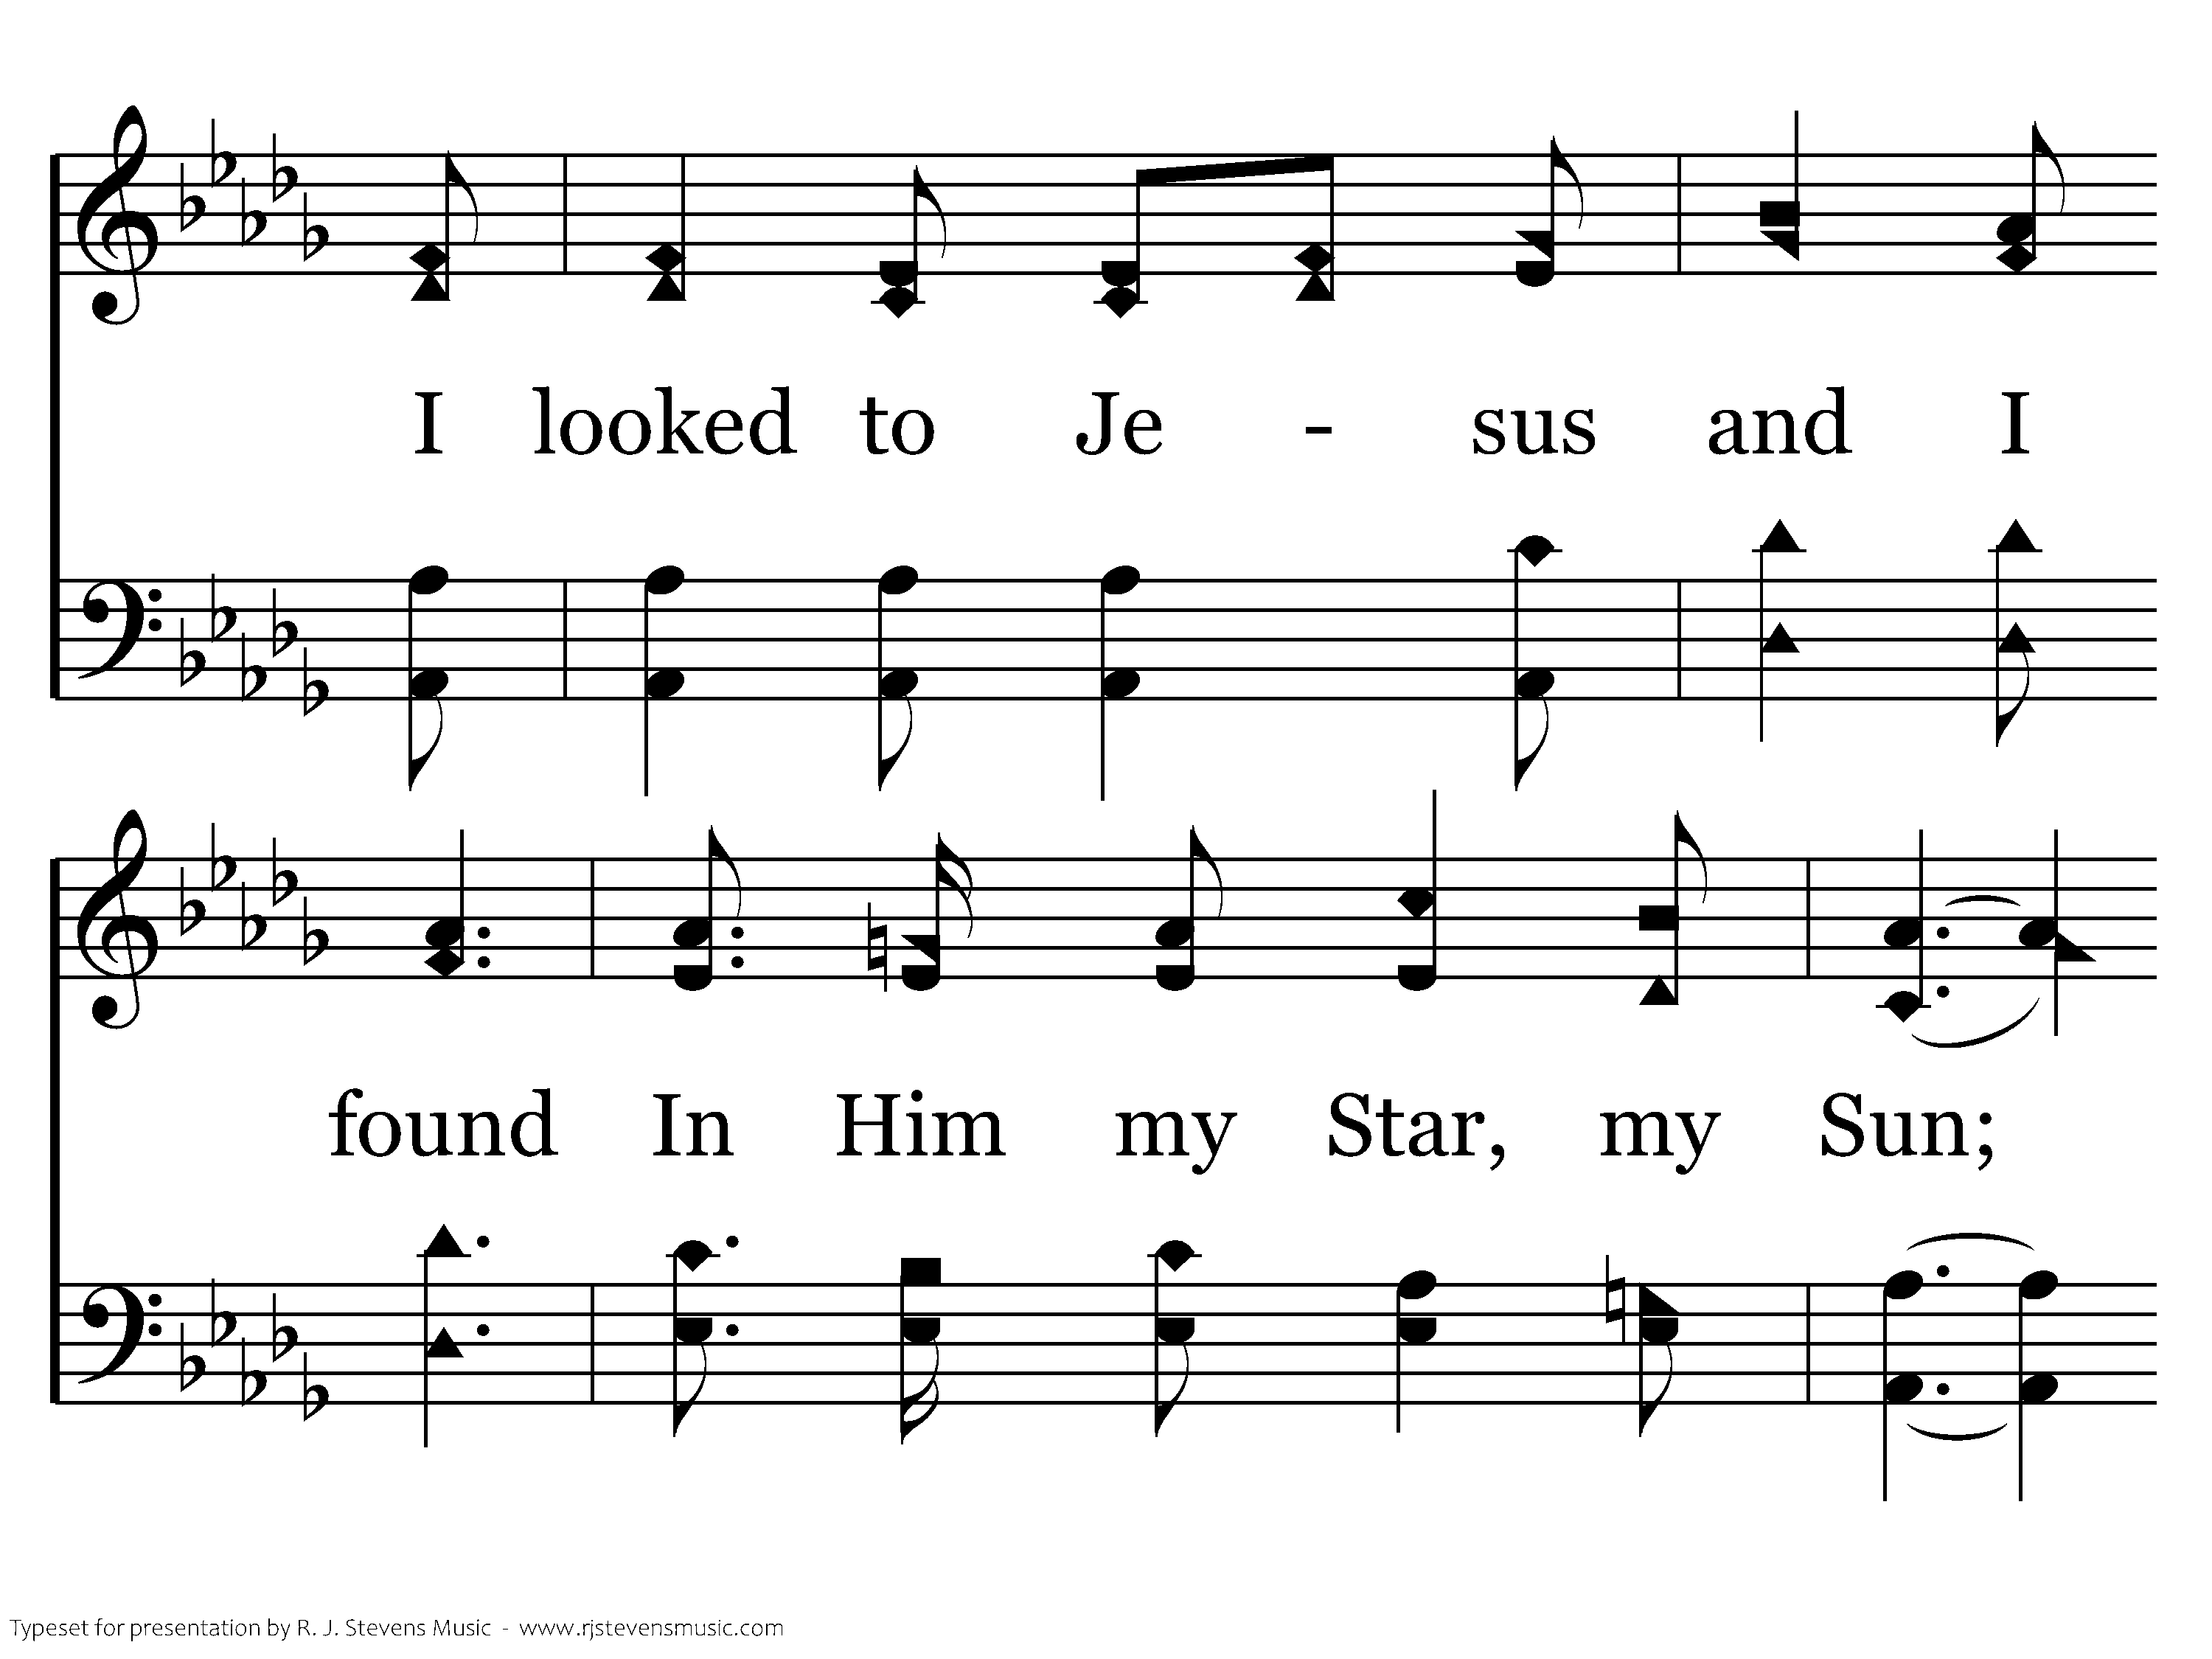 I looked to Je - sus and I
found In Him my Star, my Sun;
Typeset for presentation by R. J. Stevens Music - www.rjstevensmusic.com